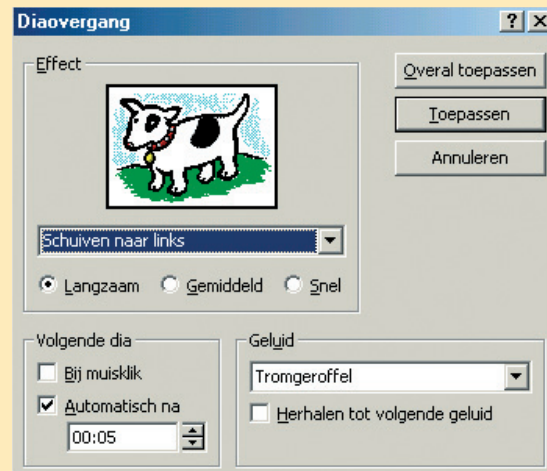 Diaovergang
Effect
Overal toepassen
Toepassen
Annuleren
Schuiven naar links
Langzaam Gemiddeld Snel
Volgende dia
Bij muisklik
Automatisch na
00:05
Geluid
Tromgeroffel
Herhalen tot volgende geluid